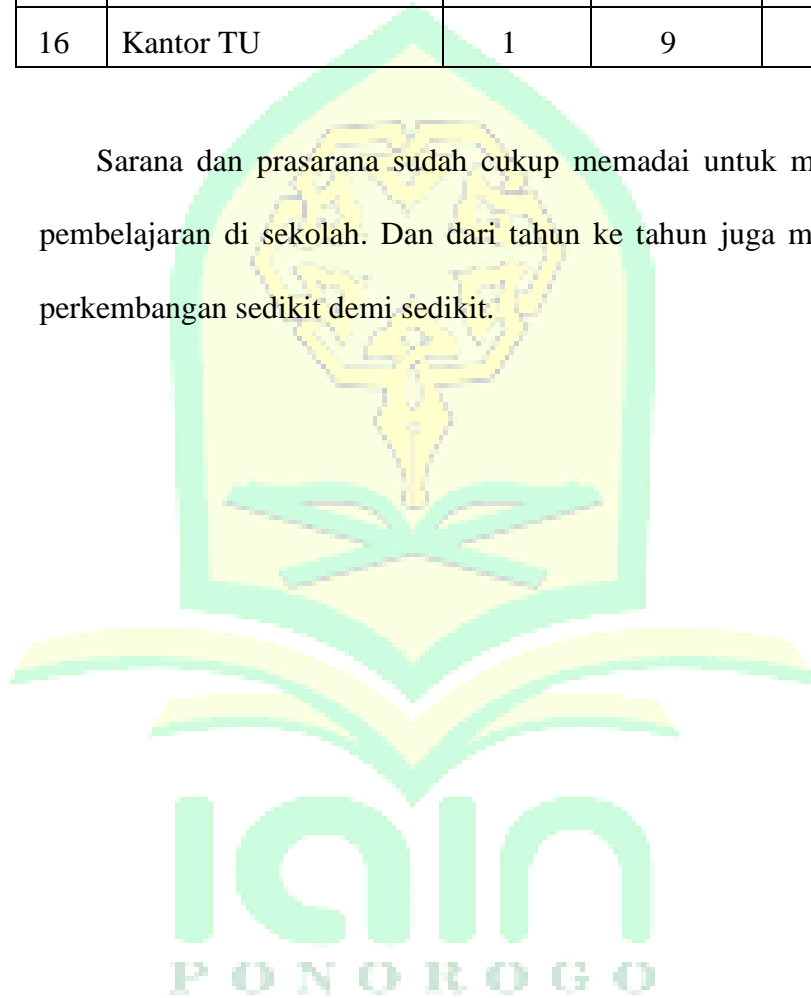 16 Kantor TU 1 9
Sarana dan prasarana sudah cukup memadai untuk m
pembelajaran di sekolah. Dan dari tahun ke tahun juga m
perkembangan sedikit demi sedikit.
iain
PONOROGO